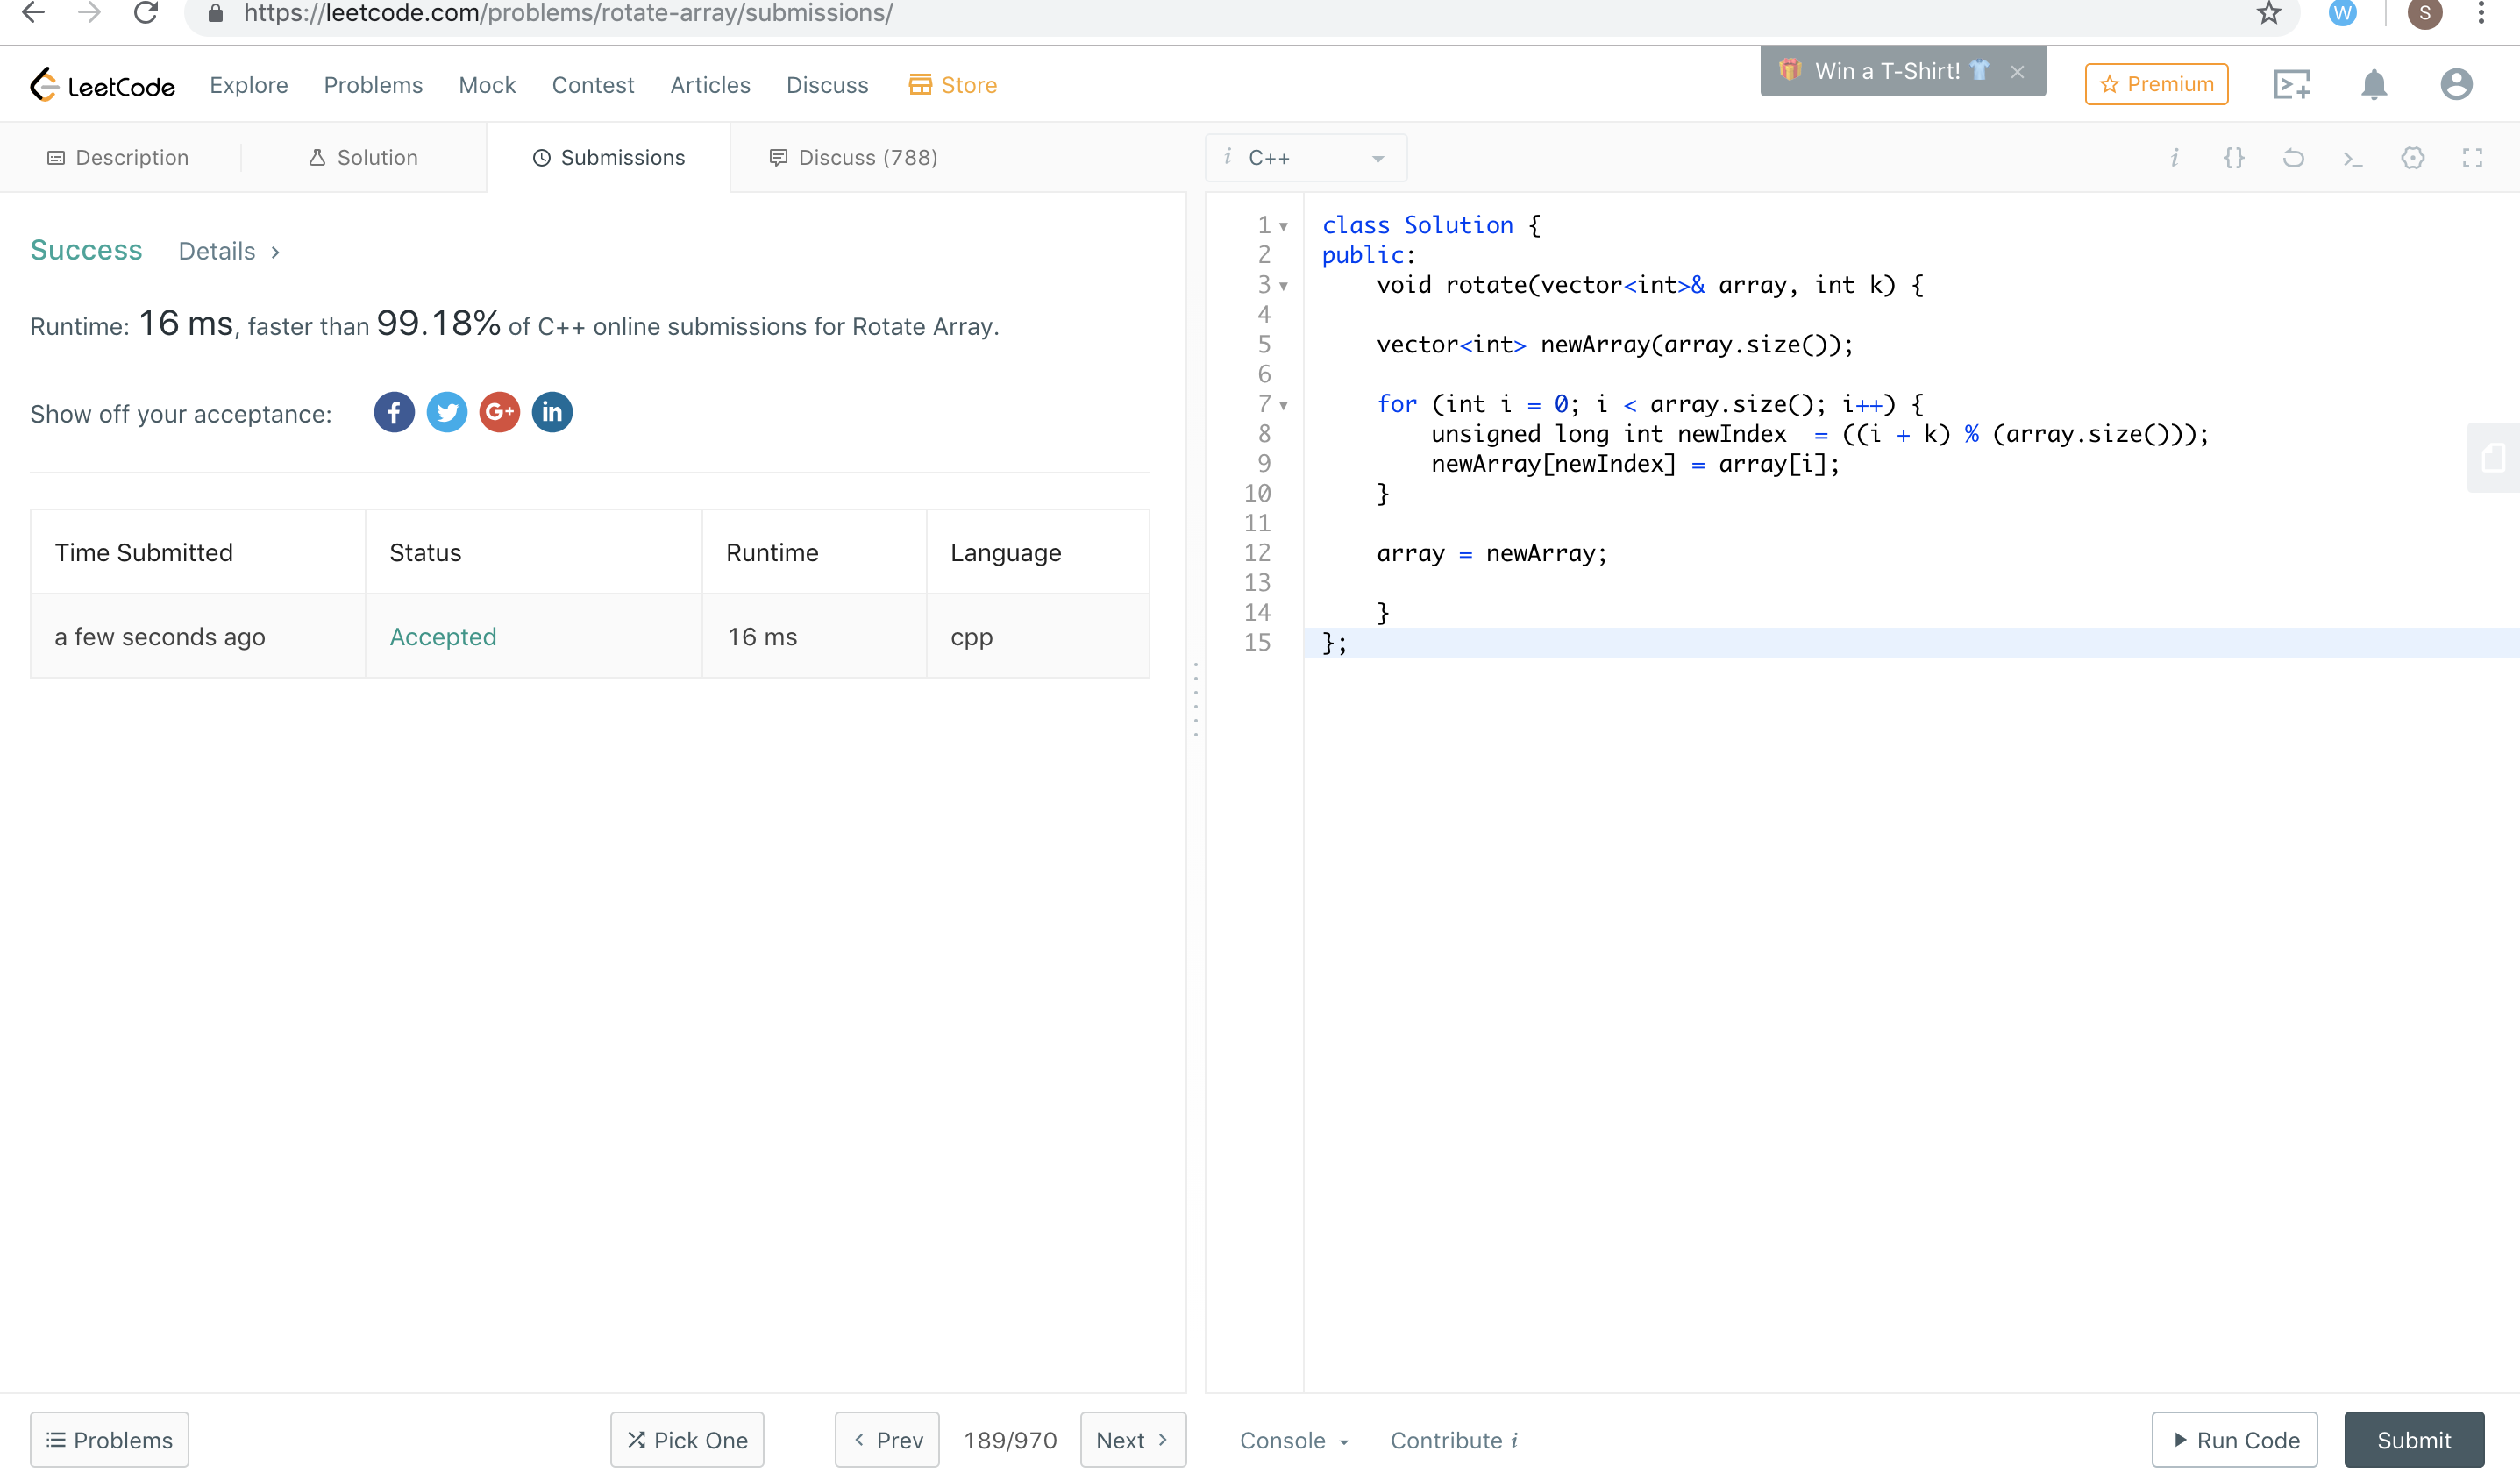 https://leetcode.com/problems/rotate-array/submissions/
W
S
LeetCode
Explore
Problems
Mock
Contest
Articles
Discuss
Store
Win a T-Shirt!
Premium
Description
Solution
Submissions
Discuss (788)
i C++
Success Details
Runtime: 16 ms, faster than 99.18% of C++ online submissions for Rotate Array.
Show off your acceptance:
f
G+
in
Time Submitted Status Runtime Language
a few seconds ago Accepted 16 ms cpp
i {}
1 class Solution {
2 public:
3     void rotate(vector<int>& array, int k) {
4
5     vector<int> newArray(array.size());
6
7     for (int i = 0; i < array.size(); i++) {
8         unsigned long int newIndex  = ((i + k) % (array.size()));
9         newArray[newIndex] = array[i];
10     }
11
12     array = newArray;
13
14     }
15 };
Problems
Pick One
Prev
189/970
Next
Console
Contribute i
Run Code
Submit